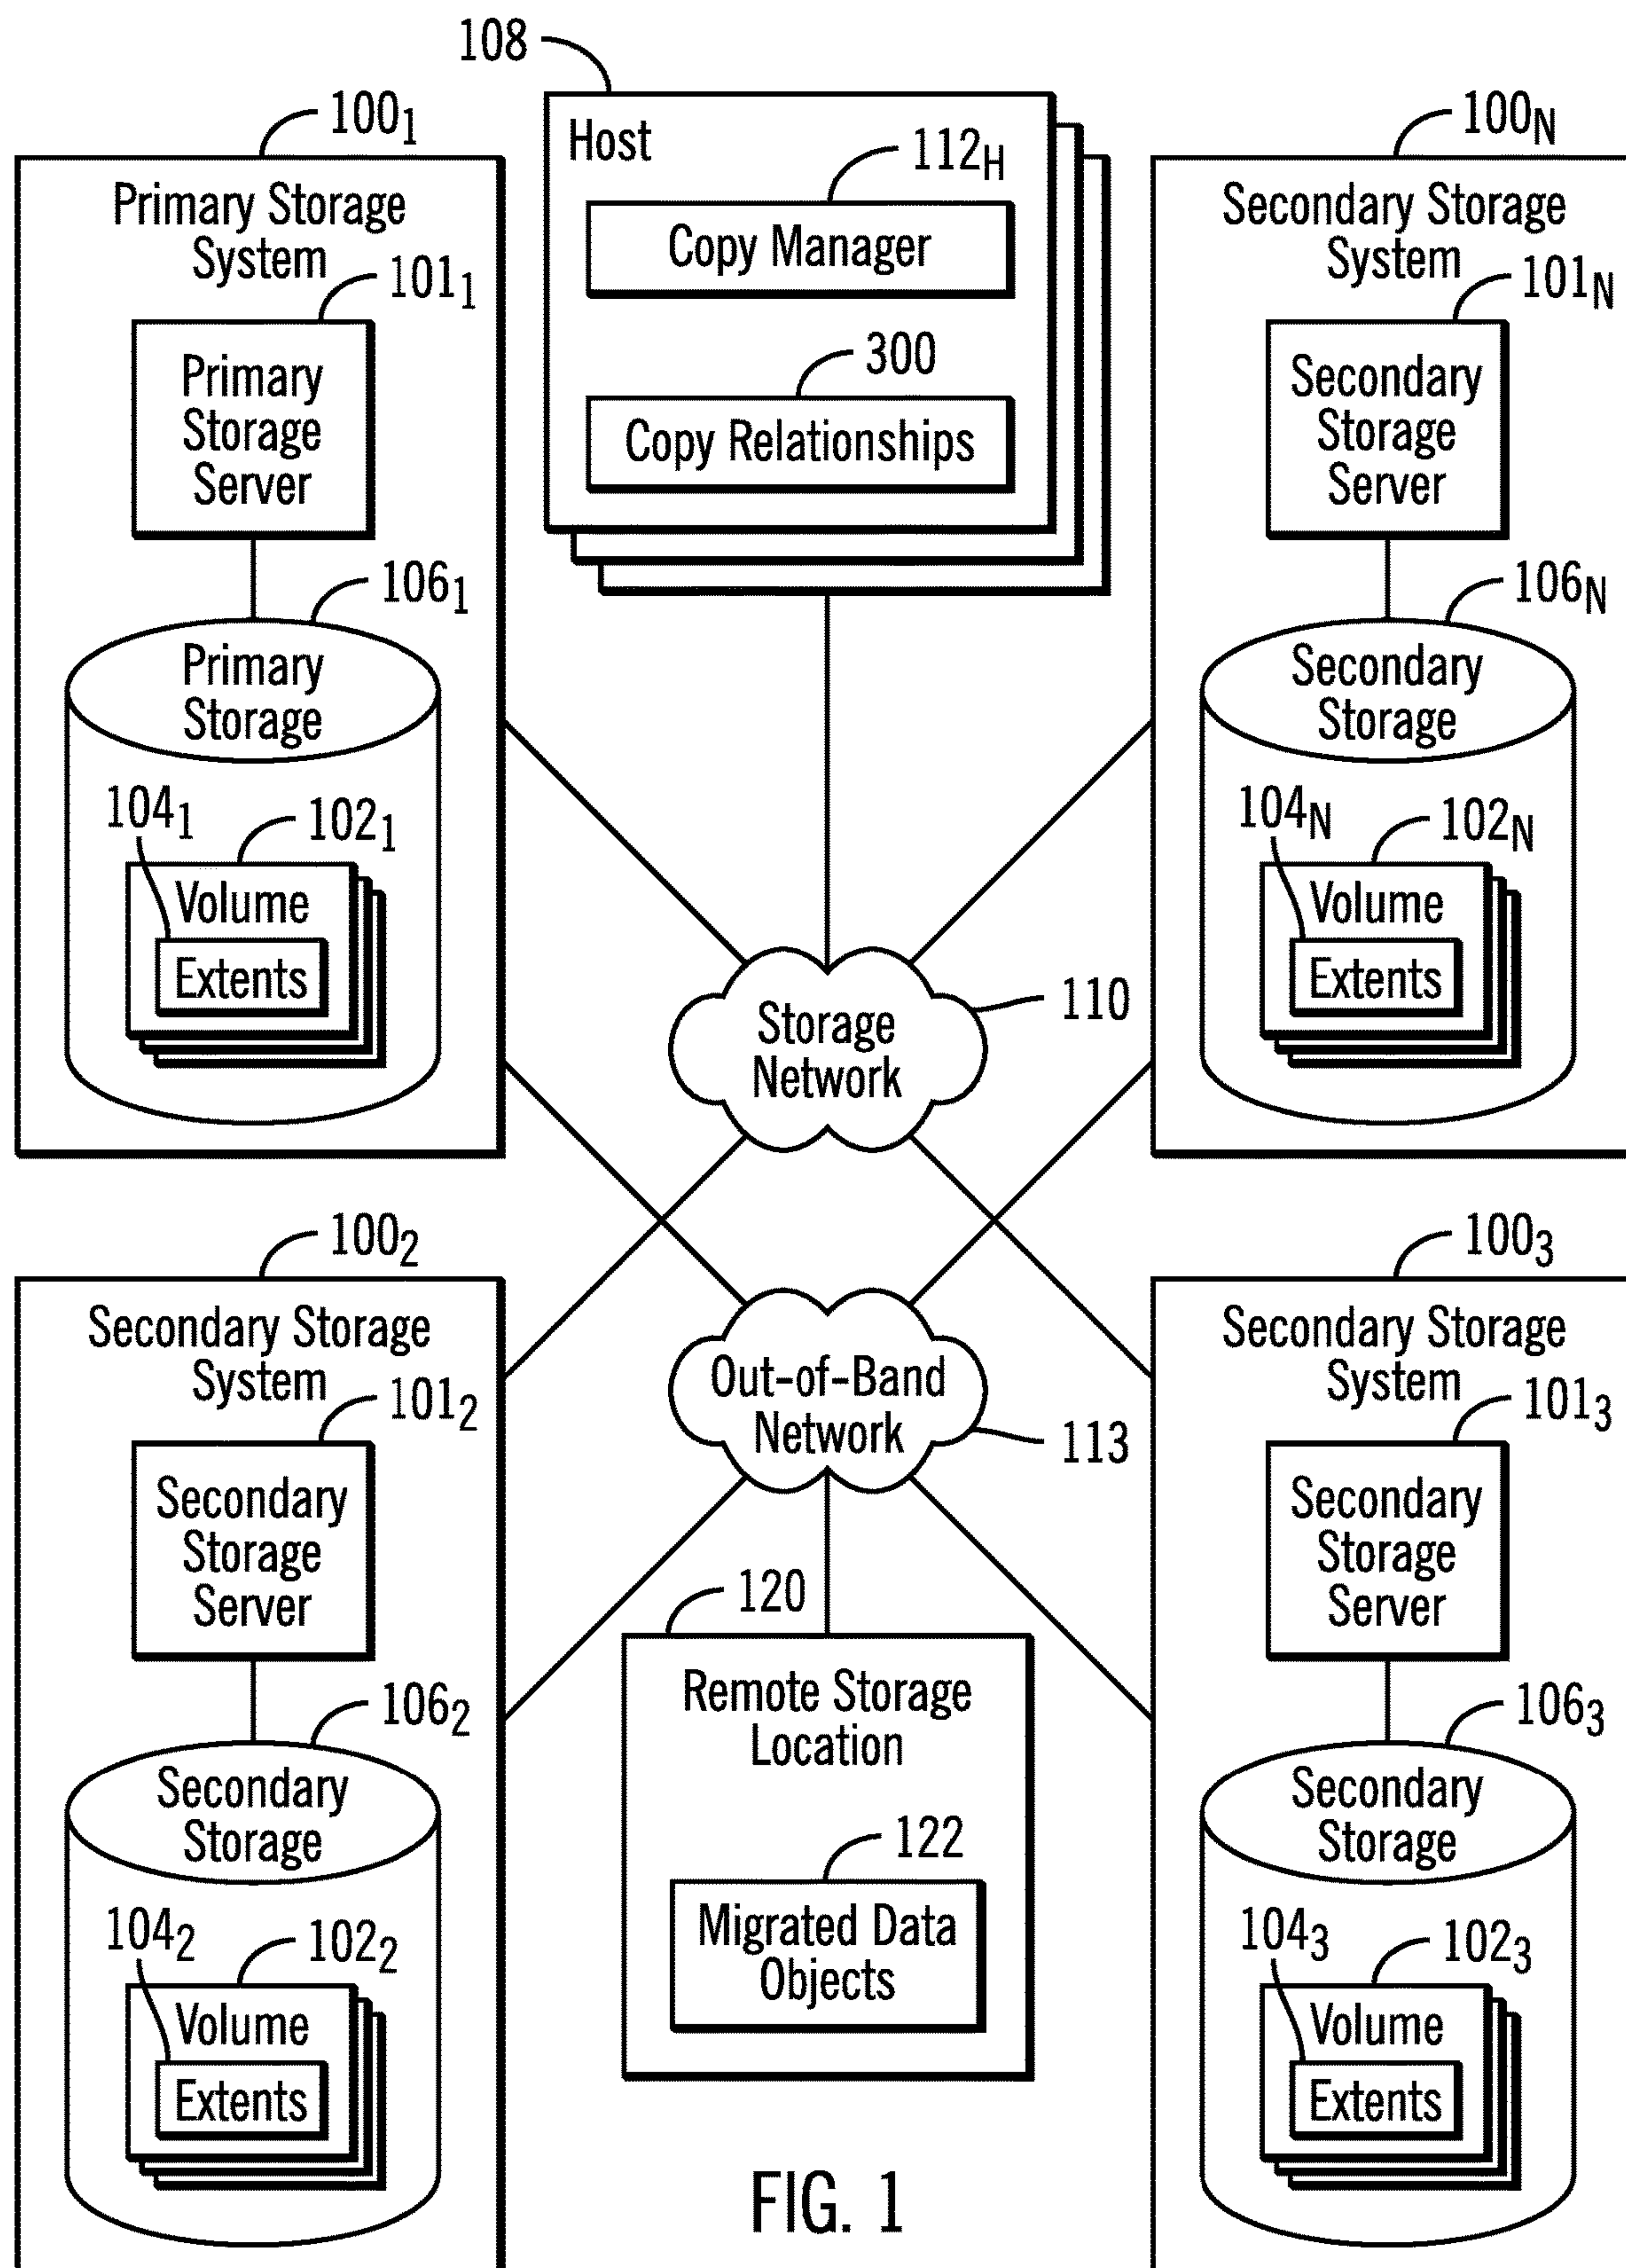 108
Host
112H
Copy Manager
300
Copy Relationships
1001
Primary Storage
System
1011
Primary
Storage
Server
1061
Primary
Storage
1041
1021
Volume
Extents
100N
Secondary Storage
System
101N
Secondary
Storage
Server
106N
Secondary
Storage
104N
102N
Volume
Extents
Storage
Network
110
1002
Secondary Storage
System
1012
Secondary
Storage
Server
1062
Secondary
Storage
1042
1022
Volume
Extents
Out-of-Band
Network
113
120
Remote Storage
Location
122
Migrated Data
Objects
1003
Secondary Storage
System
1013
Secondary
Storage
Server
1063
Secondary
Storage
1043
1023
Volume
Extents
FIG. 1